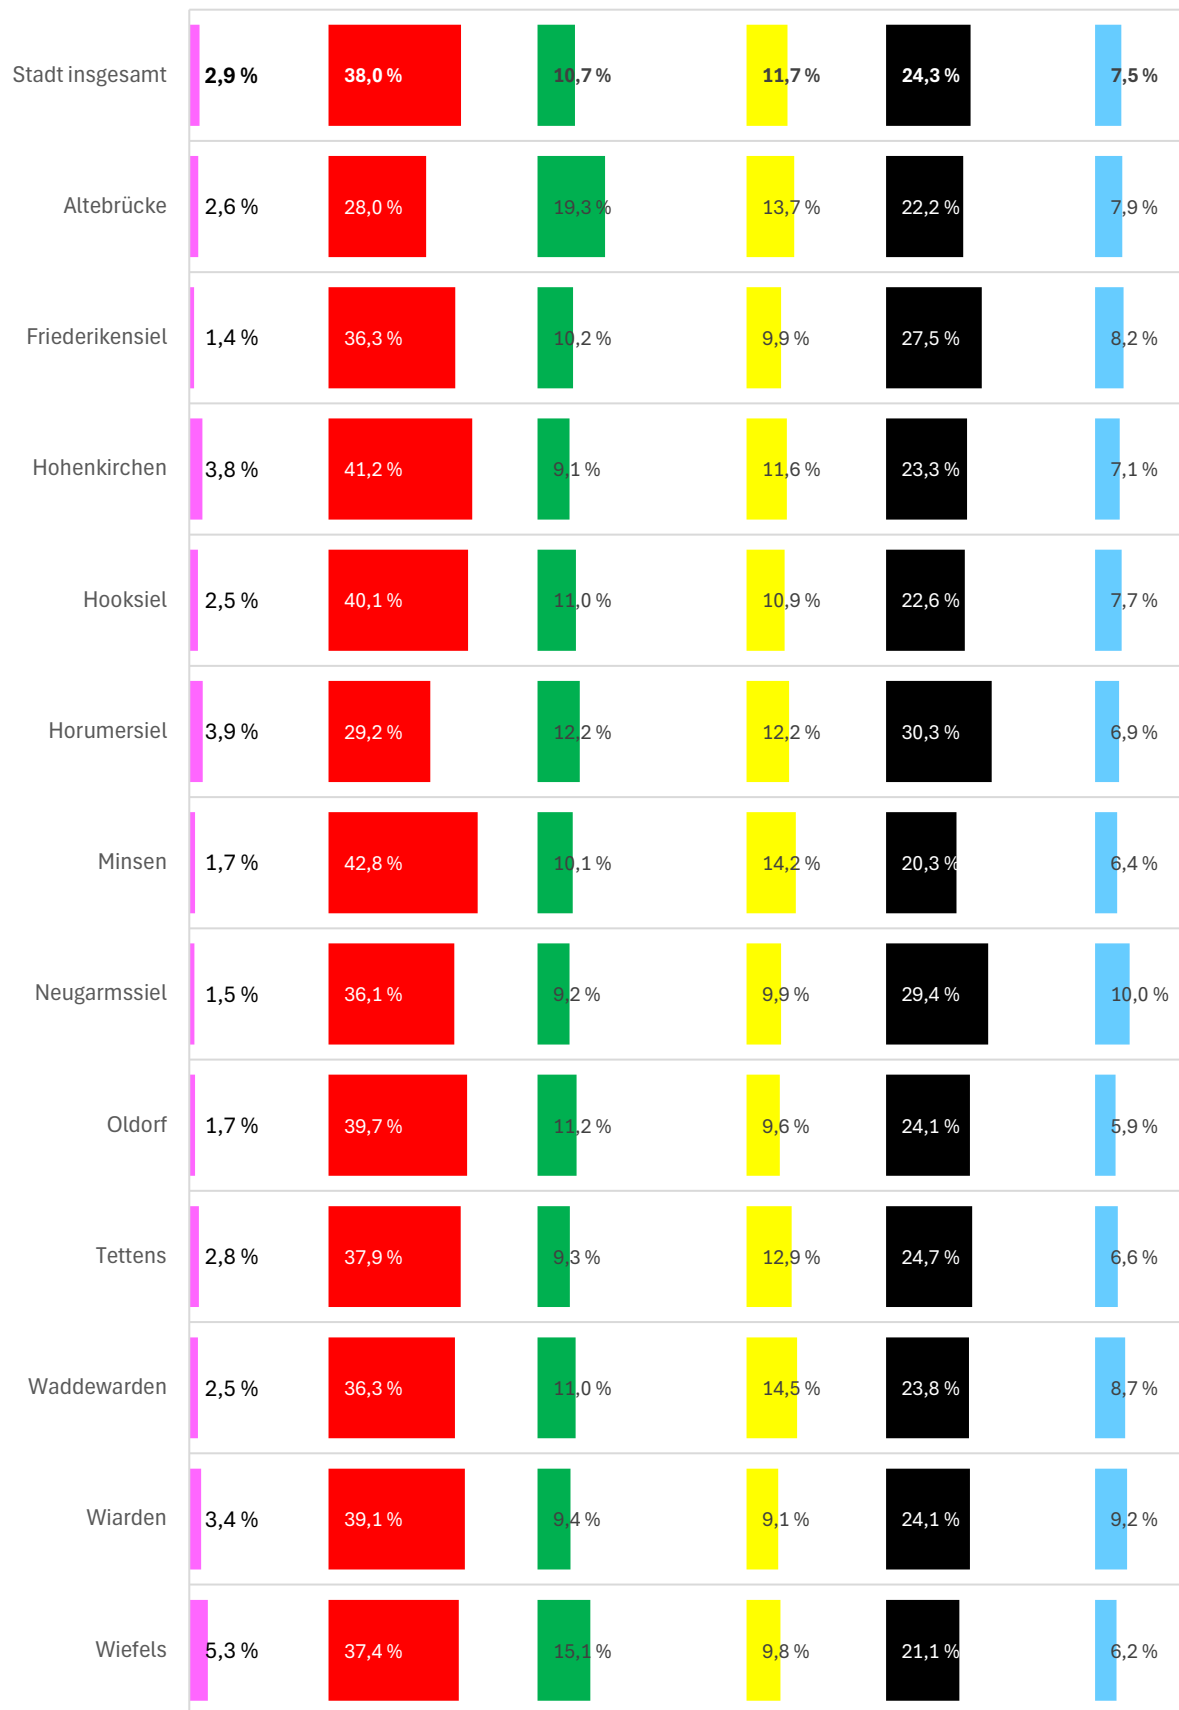 Stadt insgesamt 2,9 % 38,0 % 10,7 % 11,7 % 24,3 % 7,5 %
Altebrücke 2,6 % 28,0 % 19,3 % 13,7 % 22,2 % 7,9 %
Friederikensiel 1,4 % 36,3 % 10,2 % 9,9 % 27,5 % 8,2 %
Hohenkirchen 3,8 % 41,2 % 9,1 % 11,6 % 23,3 % 7,1 %
Hooksiel 2,5 % 40,1 % 11,0 % 10,9 % 22,6 % 7,7 %
Horumersiel 3,9 % 29,2 % 12,2 % 12,2 % 30,3 % 6,9 %
Minsen 1,7 % 42,8 % 10,1 % 14,2 % 20,3 % 6,4 %
Neugarmssiel 1,5 % 36,1 % 9,2 % 9,9 % 29,4 % 10,0 %
Oldorf 1,7 % 39,7 % 11,2 % 9,6 % 24,1 % 5,9 %
Tettens 2,8 % 37,9 % 9,3 % 12,9 % 24,7 % 6,6 %
Waddewarden 2,5 % 36,3 % 11,0 % 14,5 % 23,8 % 8,7 %
Wiarden 3,4 % 39,1 % 9,4 % 9,1 % 24,1 % 9,2 %
Wiefels 5,3 % 37,4 % 15,1 % 9,8 % 21,1 % 6,2 %